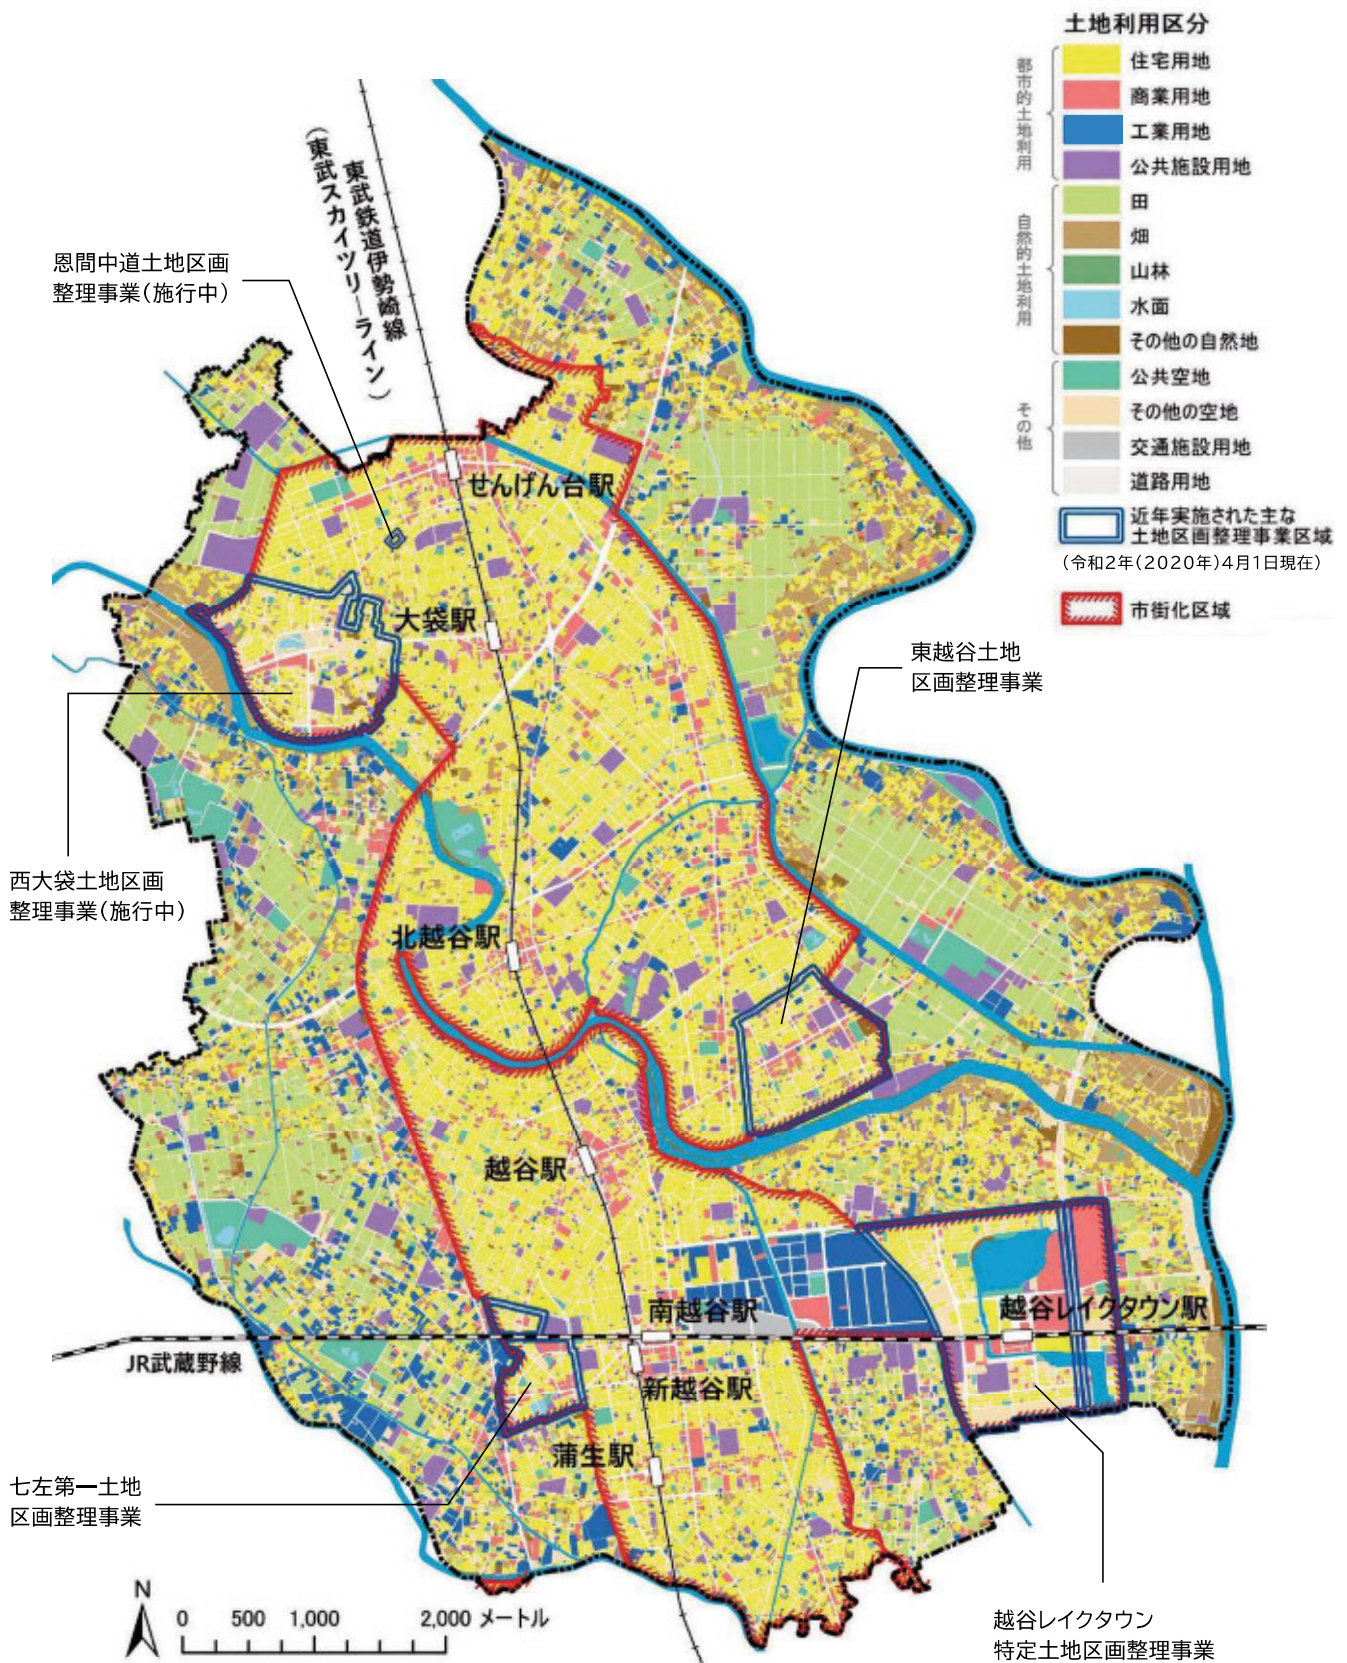 土地利用区分
都市的土地利用
住宅用地
商業用地
工業用地
公共施設用地
自然的土地利用
田
畑
山林
水面
その他の自然地
その他
公共空地
その他の空地
交通施設用地
道路用地
近年実施された主な
土地区画整理事業区域
(令和2年(2020年)4月1日現在)
市街化区域
東武鉄道伊勢崎線
(東武スカイツリーライン)
恩間中道土地区画
整理事業(施行中)
せんげん台駅
大袋駅
東越谷土地
区画整理事業
西大袋土地区画
整理事業(施行中)
北越谷駅
越谷駅
南越谷駅
越谷レイクタウン駅
JR武蔵野線
新越谷駅
蒲生駅
七左第一土地
区画整理事業
越谷レイクタウン
特定土地区画整理事業
N
0 500 1,000 2,000 メートル